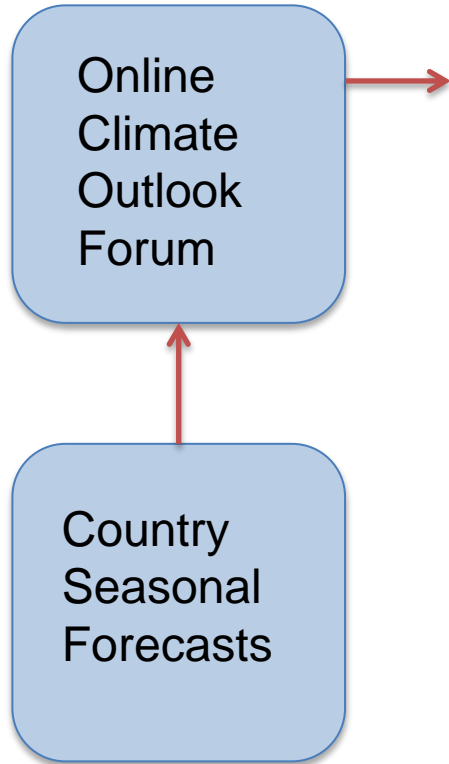 Online
Climate
Outlook
Forum
Country
Seasonal
Forecasts